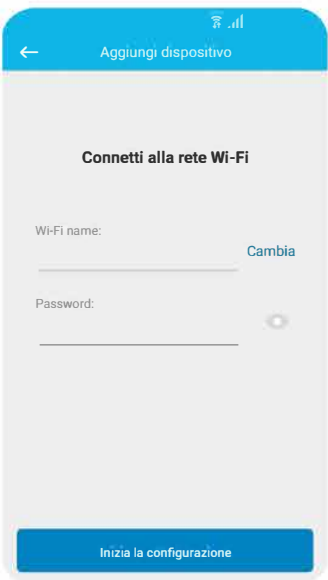 Aggiungi dispositivo
Connetti alla rete Wi-Fi
Wi-Fi name:
Cambia
Password:
Inizia la configurazione